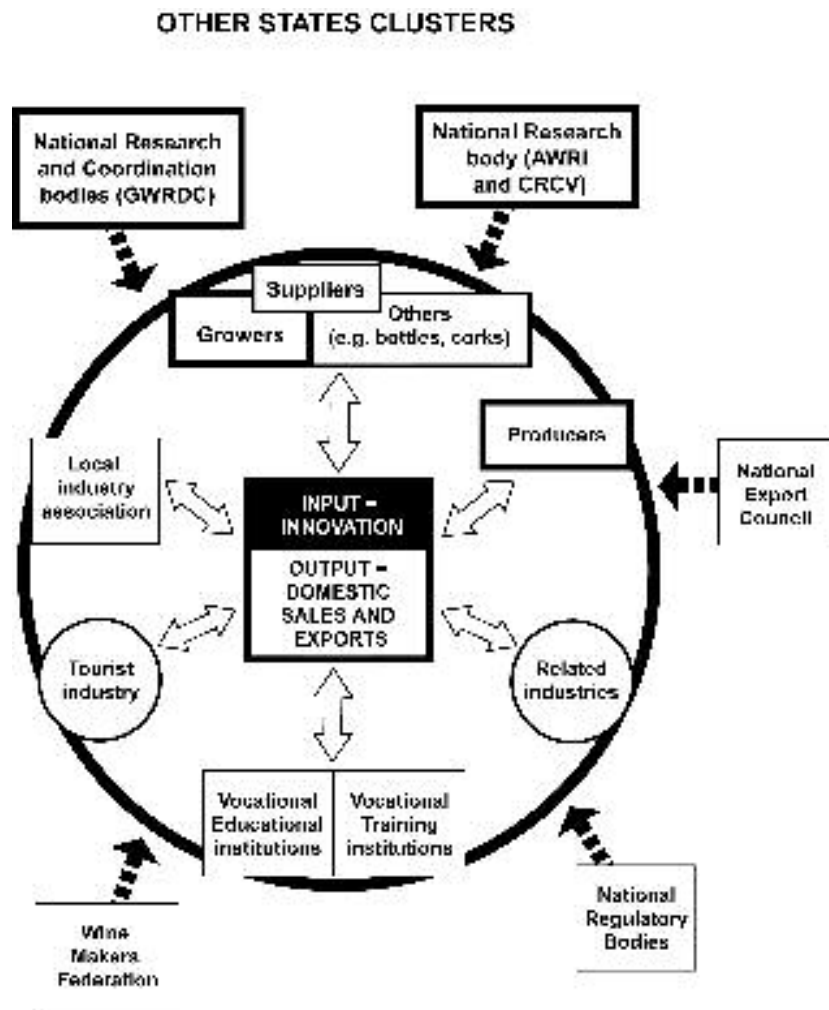 OTHER STATES CLUSTERS
National Research
and Coordination
bodies (GWRDC)
National Research
body (AWRI
and CRCV)
Suppliers
Growers
Others
(e.g. bottles, corks)
Producers
Local
industry
association
National
Export
Council
INPUT =
INNOVATION
OUTPUT =
DOMESTIC
SALES AND
EXPORTS
Tourist
industry
Related
industries
Vocational
Educational
institutions
Vocational
Training
institutions
Wine
Makers
Federation
National
Regulatory
Bodies